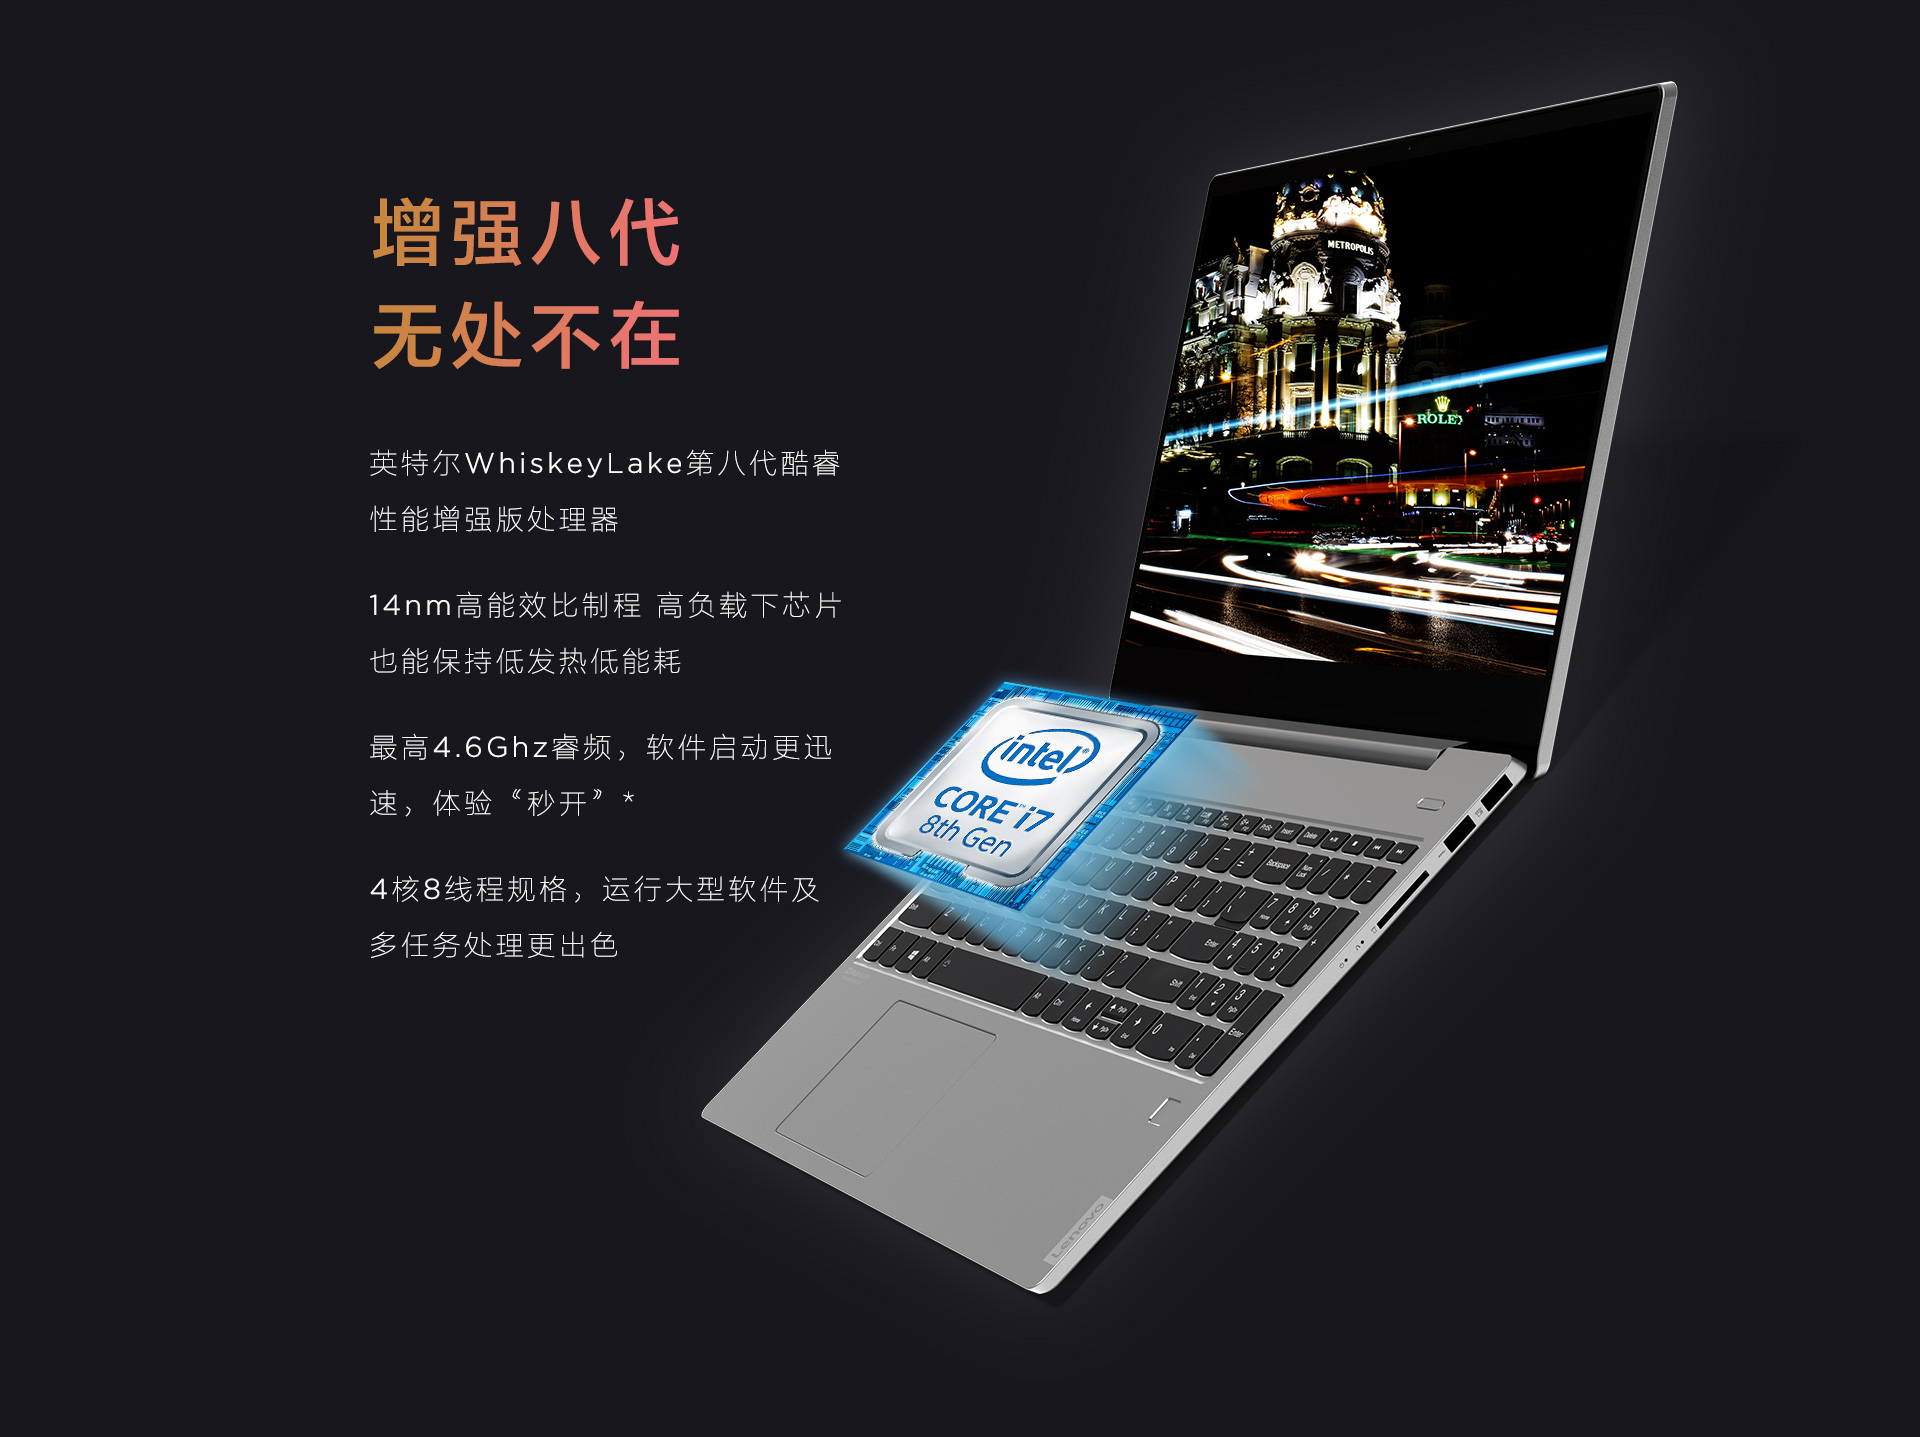 增强八代
无处不在
英特尔WhiskeyLake第八代酷睿
性能增强版处理器
14nm高能效比制程 高负载下芯片
也能保持低发热低能耗
最高4.6Ghz睿频，软件启动更迅
速，体验“秒开”*
4核8线程规格，运行大型软件及
多任务处理更出色
METROPOLIS
ROLEX
intel®
CORE™ i7
8th Gen
Lenovo